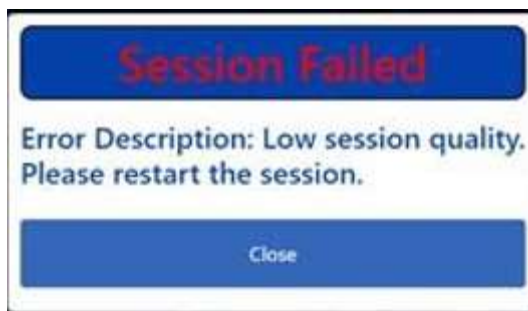 Session Failed
Error Description: Low session quality.
Please restart the session.
Close